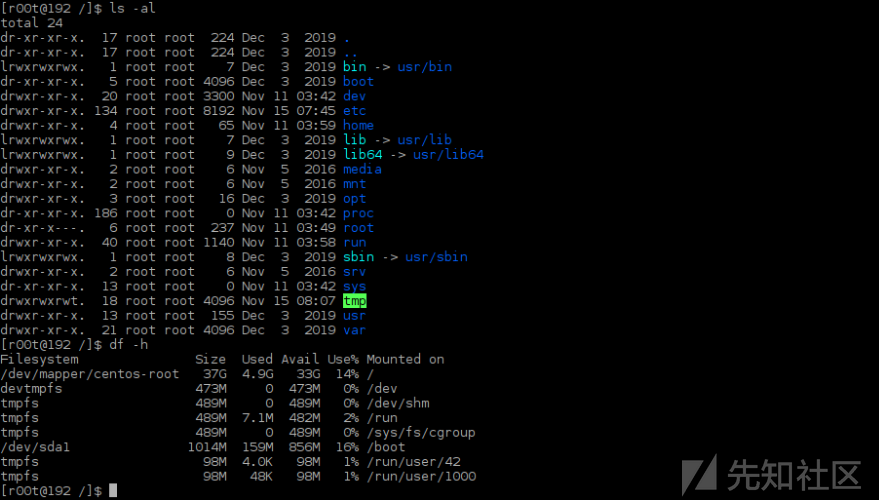 [r00t@192 /]$ ls -al
total 24
dr-xr-xr-x.  17 root root  224 Dec  3  2019 .
dr-xr-xr-x.  17 root root  224 Dec  3  2019 ..
lrwxrwxrwx.   1 root root    7 Dec  3  2019 bin -> usr/bin
dr-xr-xr-x.   5 root root 4096 Dec  3  2019 boot
drwxr-xr-x.  20 root root 3300 Nov 11 03:42 dev
drwxr-xr-x. 134 root root 8192 Nov 15 07:45 etc
drwxr-xr-x.   4 root root   65 Nov 11 03:59 home
lrwxrwxrwx.   1 root root    7 Dec  3  2019 lib -> usr/lib
lrwxrwxrwx.   1 root root    9 Dec  3  2019 lib64 -> usr/lib64
drwxr-xr-x.   2 root root    6 Nov  5  2016 media
drwxr-xr-x.   2 root root    6 Nov  5  2016 mnt
drwxr-xr-x.   3 root root   16 Dec  3  2019 opt
dr-xr-xr-x. 186 root root    0 Nov 11 03:42 proc
dr-xr-x---.   6 root root  237 Nov 11 03:49 root
drwxr-xr-x.  40 root root 1140 Nov 11 03:58 run
lrwxrwxrwx.   1 root root    8 Dec  3  2019 sbin -> usr/sbin
drwxr-xr-x.   2 root root    6 Nov  5  2016 srv
dr-xr-xr-x.  13 root root    0 Nov 11 03:42 sys
drwxrwxrwt.  18 root root 4096 Nov 15 08:07 tmp
drwxr-xr-x.  13 root root  155 Dec  3  2019 usr
drwxr-xr-x.  21 root root 4096 Dec  3  2019 var
[r00t@192 /]$ df -h
Filesystem               Size  Used Avail Use% Mounted on
/dev/mapper/centos-root   37G  4.9G   33G  14% /
devtmpfs                 473M     0  473M   0% /dev
tmpfs                    489M     0  489M   0% /dev/shm
tmpfs                    489M  7.1M  482M   2% /run
tmpfs                    489M     0  489M   0% /sys/fs/cgroup
/dev/sda1               1014M  159M  856M  16% /boot
tmpfs                     98M  4.0K   98M   1% /run/user/42
tmpfs                     98M   48K   98M   1% /run/user/1000
[r00t@192 /]$
先知社区